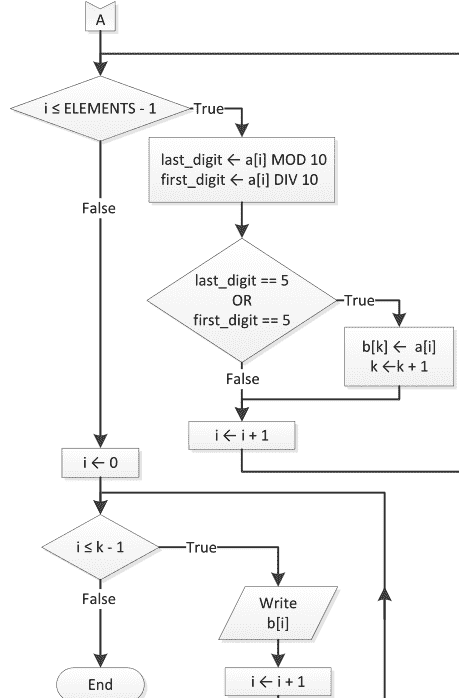 A
i ≤ ELEMENTS - 1
True
last_digit ← a[i] MOD 10
first_digit ← a[i] DIV 10
False
last_digit == 5
OR
first_digit == 5
True
b[k] ← a[i]
k ←k + 1
False
i ← i + 1
i ← 0
i ≤ k - 1
True
Write
b[i]
False
i ← i + 1
End